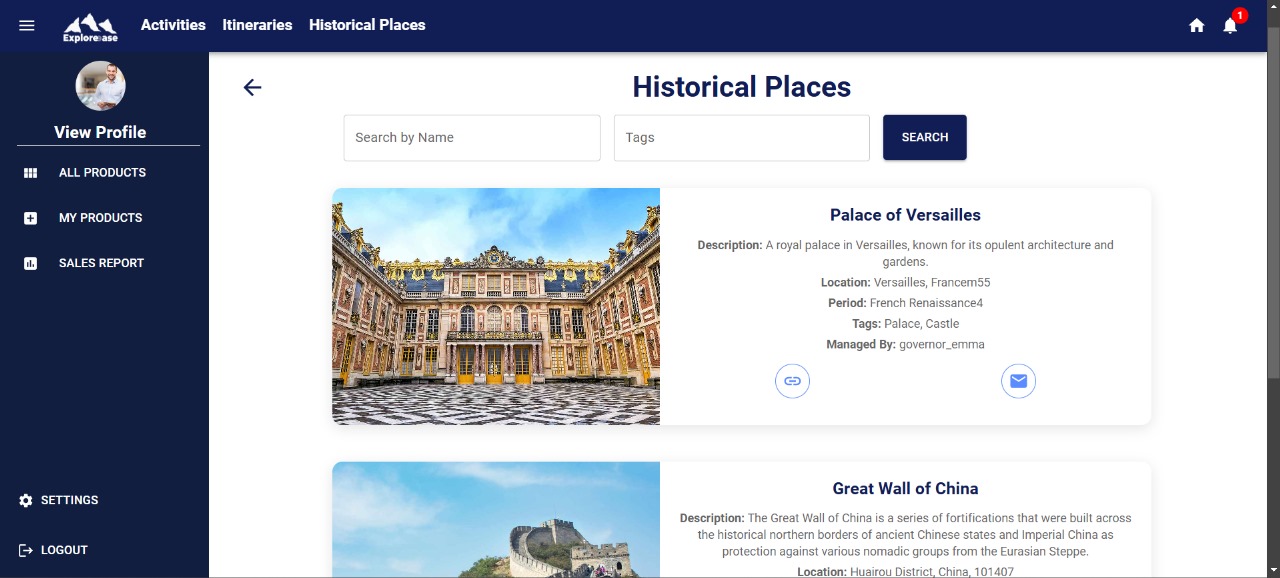 Explorease
Activities
Itineraries
Historical Places
1
View Profile
ALL PRODUCTS
MY PRODUCTS
SALES REPORT
SETTINGS
LOGOUT
Historical Places
Search by Name
Tags
SEARCH
Palace of Versailles
Description: A royal palace in Versailles, known for its opulent architecture and
gardens.
Location: Versailles, Francem55
Period: French Renaissance4
Tags: Palace, Castle
Managed By: governor_emma
Great Wall of China
Description: The Great Wall of China is a series of fortifications that were built across
the historical northern borders of ancient Chinese states and Imperial China as
protection against various nomadic groups from the Eurasian Steppe.
Location: Huairou District, China, 101407